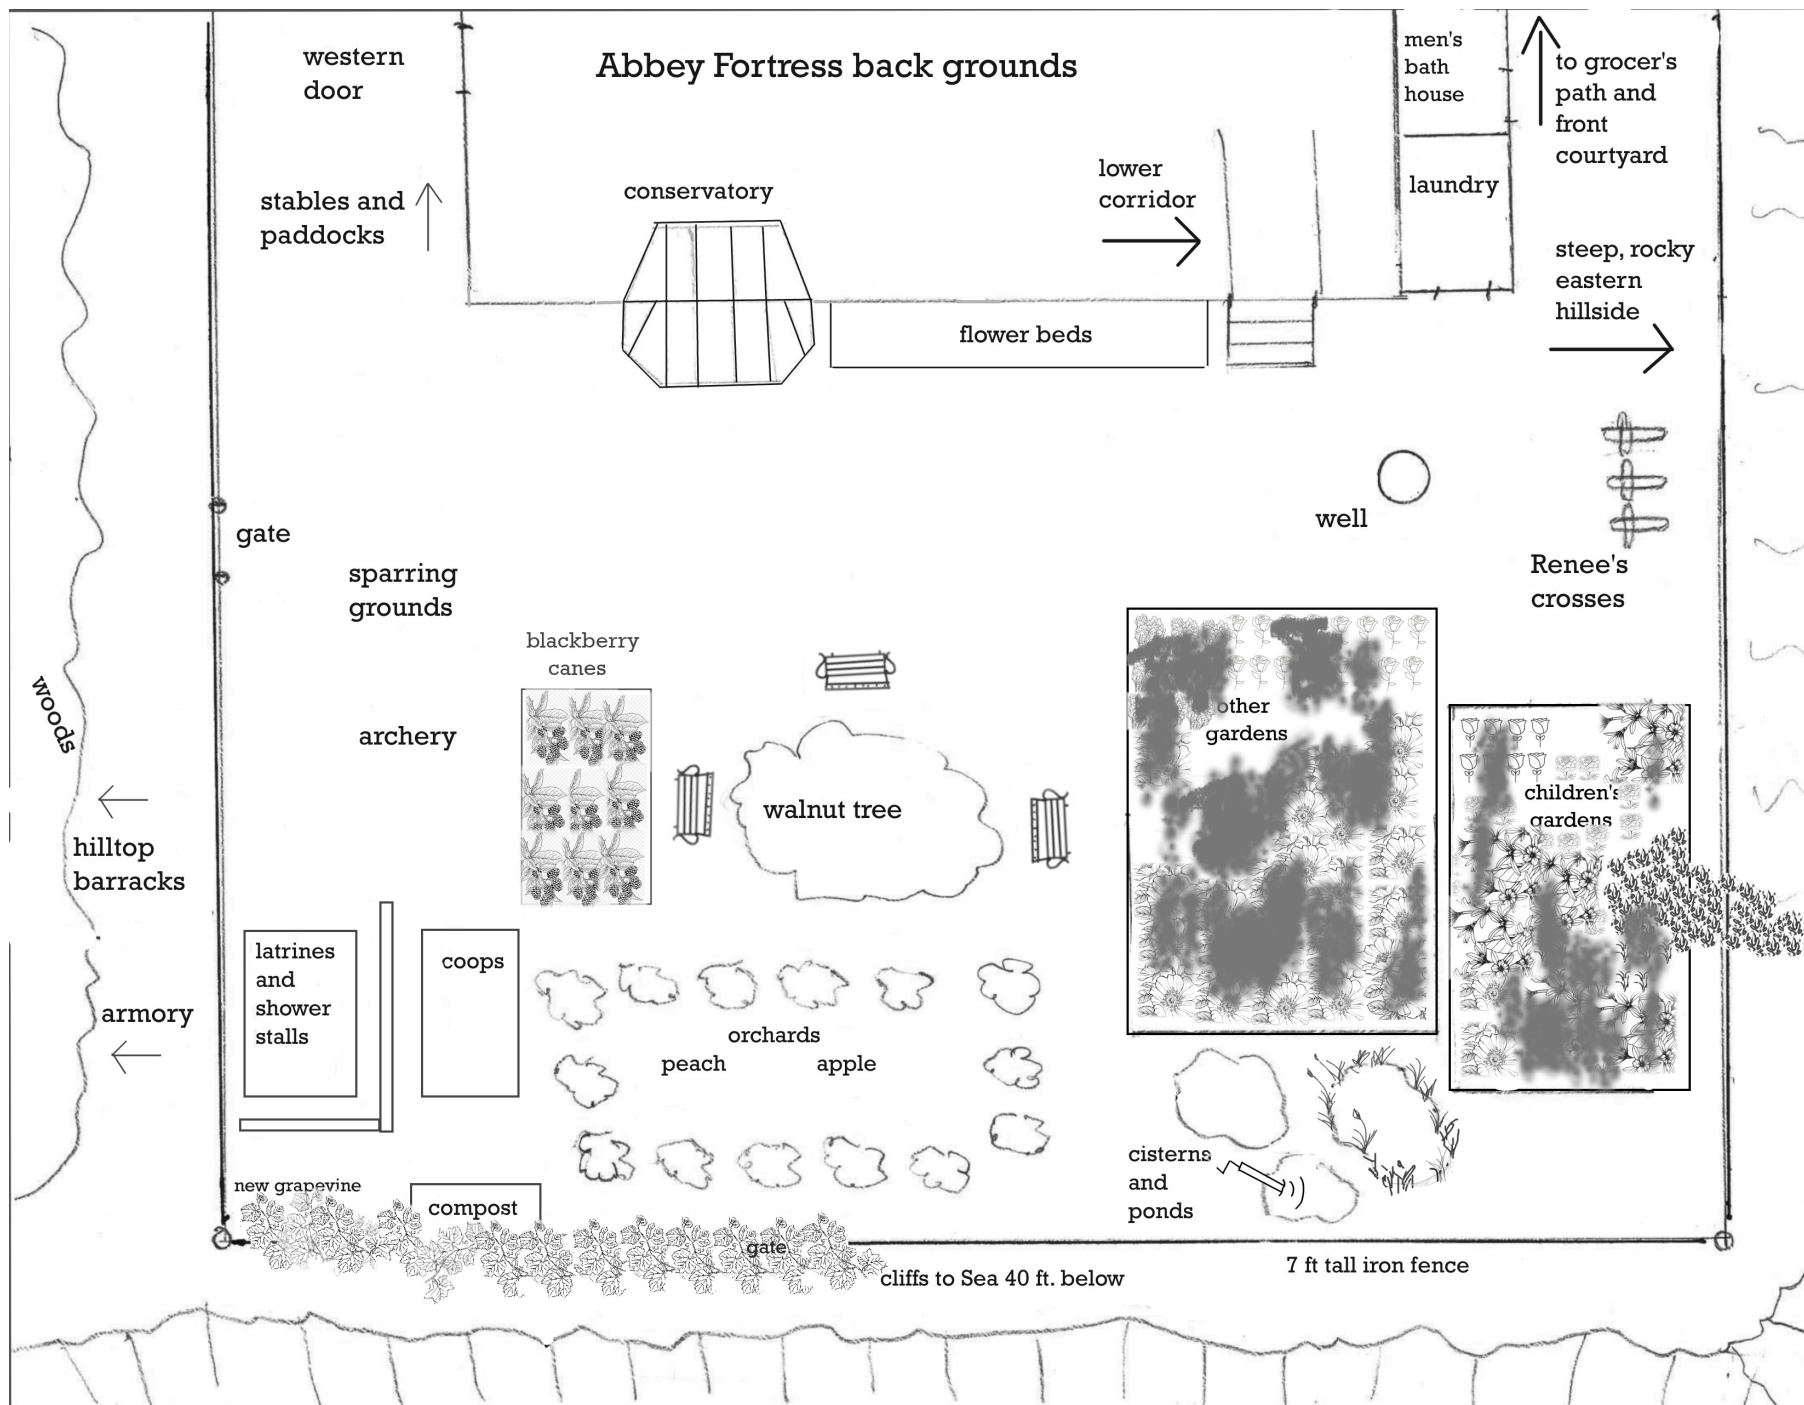 Abbey Fortress back grounds
western
door
men's
bath
house
to grocer's
path and
front
courtyard
stables and
paddocks
conservatory
lower
corridor
laundry
steep, rocky
eastern
hillside
flower beds
gate
well
sparring
grounds
Renee's
crosses
blackberry
canes
woods
archery
other
gardens
walnut tree
children's
gardens
hilltop
barracks
latrines
and
shower
stalls
coops
armory
orchards
peach
apple
cisterns
and
ponds
new grapevine
compost
gate
cliffs to Sea 40 ft. below
7 ft tall iron fence